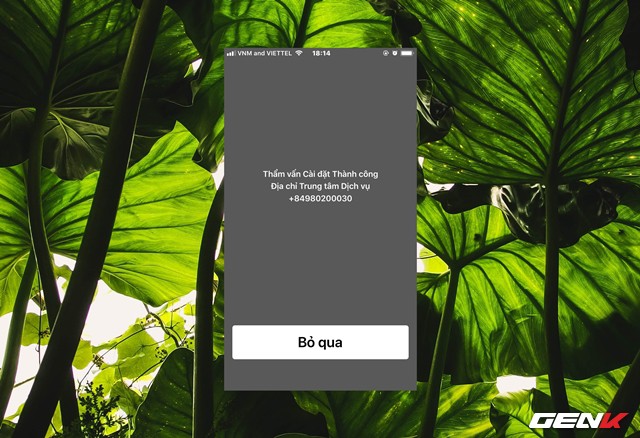 VNM and VIETTEL 18:14
Thẩm vấn Cài đặt Thành công
Địa chỉ Trung tâm Dịch vụ
+84980200030
Bỏ qua
GENK